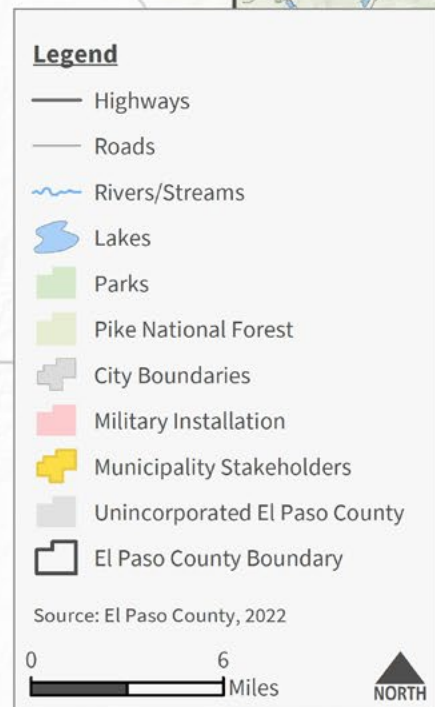 Legend
Highways
Roads
Rivers/Streams
Lakes
Parks
Pike National Forest
City Boundaries
Military Installation
Municipality Stakeholders
Unincorporated El Paso County
El Paso County Boundary
Source: El Paso County, 2022
0 6
Miles
NORTH